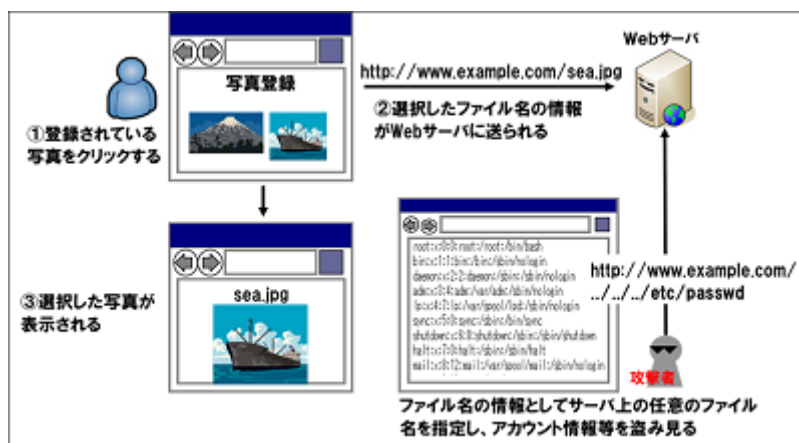 写真登録
①登録されている
写真をクリックする
http://www.example.com/sea.jpg
②選択したファイル名の情報
がWebサーバに送られる
Webサーバ
③選択した写真が
表示される
sea.jpg
root:x:0:0:root:/root:/bin/bash
bin:x:1:1:bin:/bin:/sbin/nologin
daemon:x:2:2:daemon:/sbin:/sbin/nologin
adm:x:3:4:adm:/var/adm:/sbin/nologin
lp:x:4:7:lp:/var/spool/lpd:/sbin/nologin
sync:x:5:0:sync:/sbin:/bin/sync
shutdown:x:6:0:shutdown:/sbin:/sbin/shutdown
halt:x:7:0:halt:/sbin:/sbin/halt
mail:x:8:12:mail:/var/spool/mail:/sbin/nologin
http://www.example.com/
../../../etc/passwd
攻撃者
ファイル名の情報としてサーバ上の任意のファイル
名を指定し、アカウント情報等を盗み見る